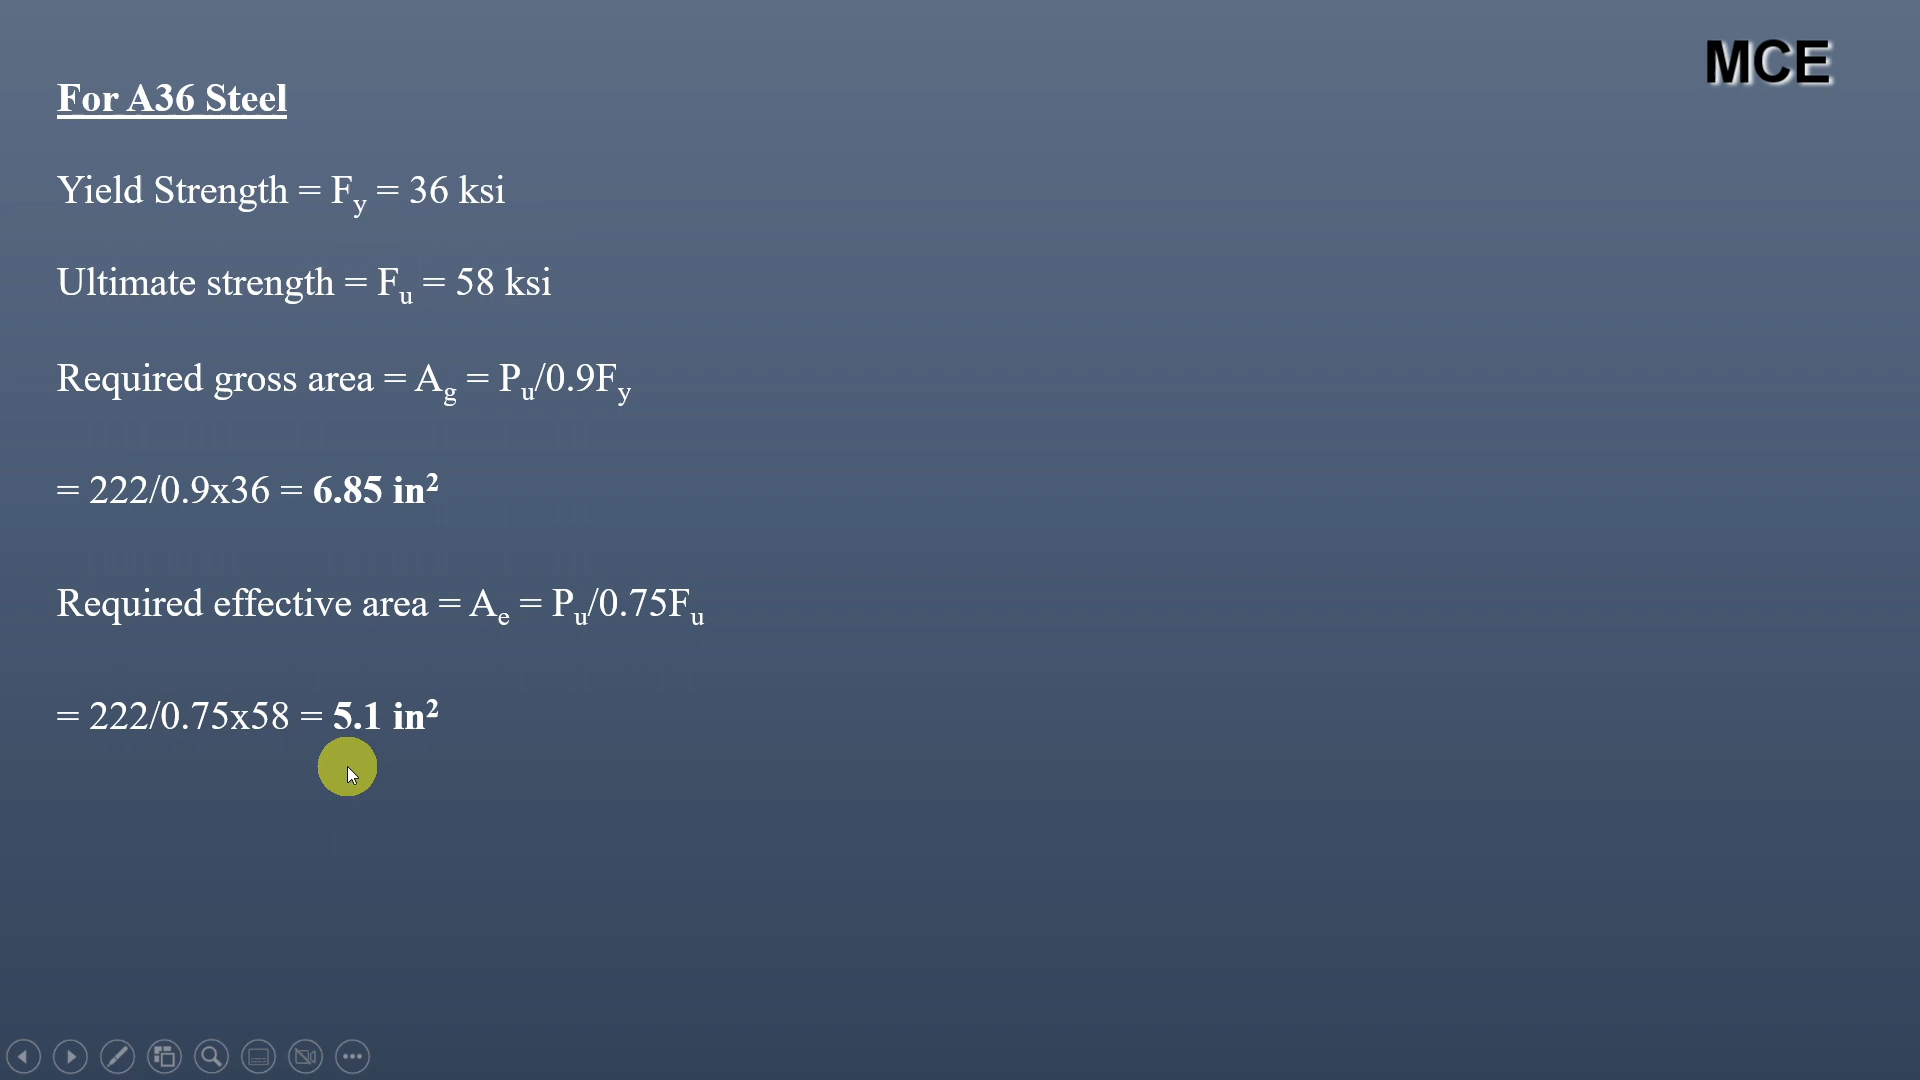 MCE
For A36 Steel
Yield Strength = Fy = 36 ksi
Ultimate strength = Fu = 58 ksi
Required gross area = Ag = Pu/0.9Fy
= 222/0.9x36 = 6.85 in²
Required effective area = Ae = Pu/0.75Fu
= 222/0.75x58 = 5.1 in²